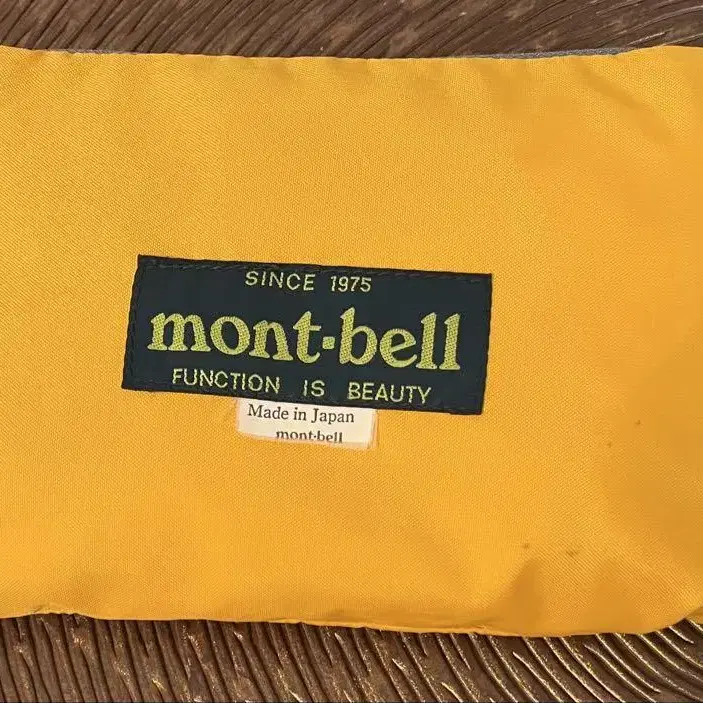 SINCE 1975
mont-bell
FUNCTION IS BEAUTY
Made in Japan
mont-bell